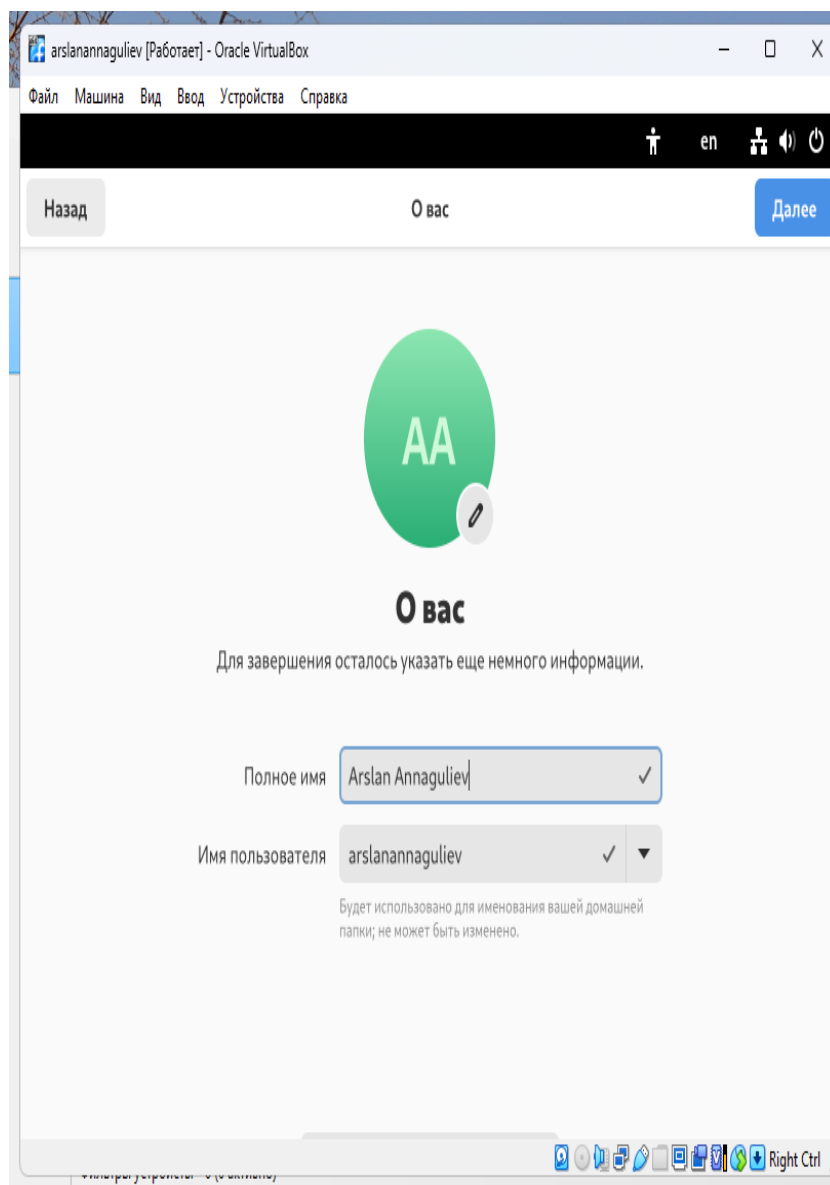 arslanannaguliev [Работает] - Oracle VirtualBox
Файл Машина Вид Ввод Устройства Справка
en
Назад О вас Далее
AA
О вас
Для завершения осталось указать еще немного информации.
Полное имя Arslan Annaguliev
Имя пользователя arslanannaguliev
Будет использовано для именования вашей домашней
папки; не может быть изменено.
Right Ctrl